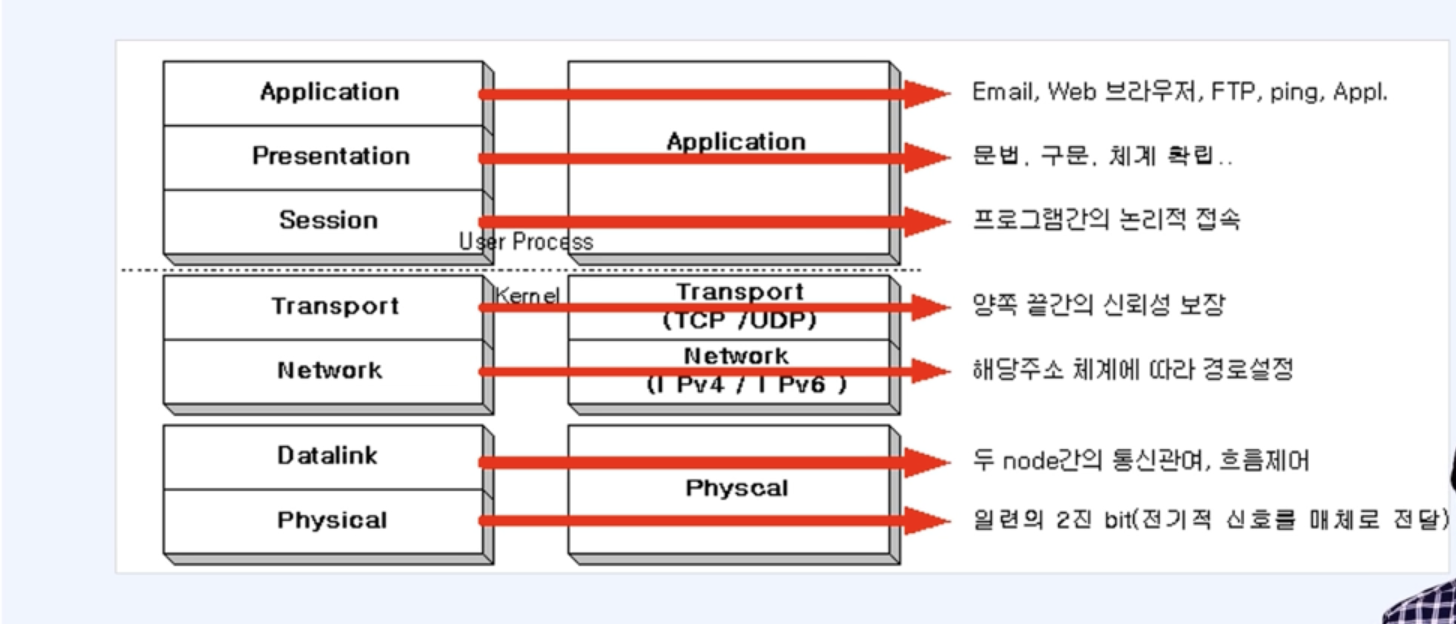 Application
Email, Web 브라우저, FTP, ping, Appl.
Application
Presentation
문법, 구문, 체계 확립..
Session
프로그램간의 논리적 접속
User Process
Kernel
Transport
Transport
(TCP /UDP)
양쪽 끝간의 신뢰성 보장
Network
Network
(I Pv4 / I Pv6 )
해당주소 체계에 따라 경로설정
Datalink
두 node간의 통신관여, 흐름제어
Physcal
Physical
일련의 2진 bit(전기적 신호를 매체로 전달)